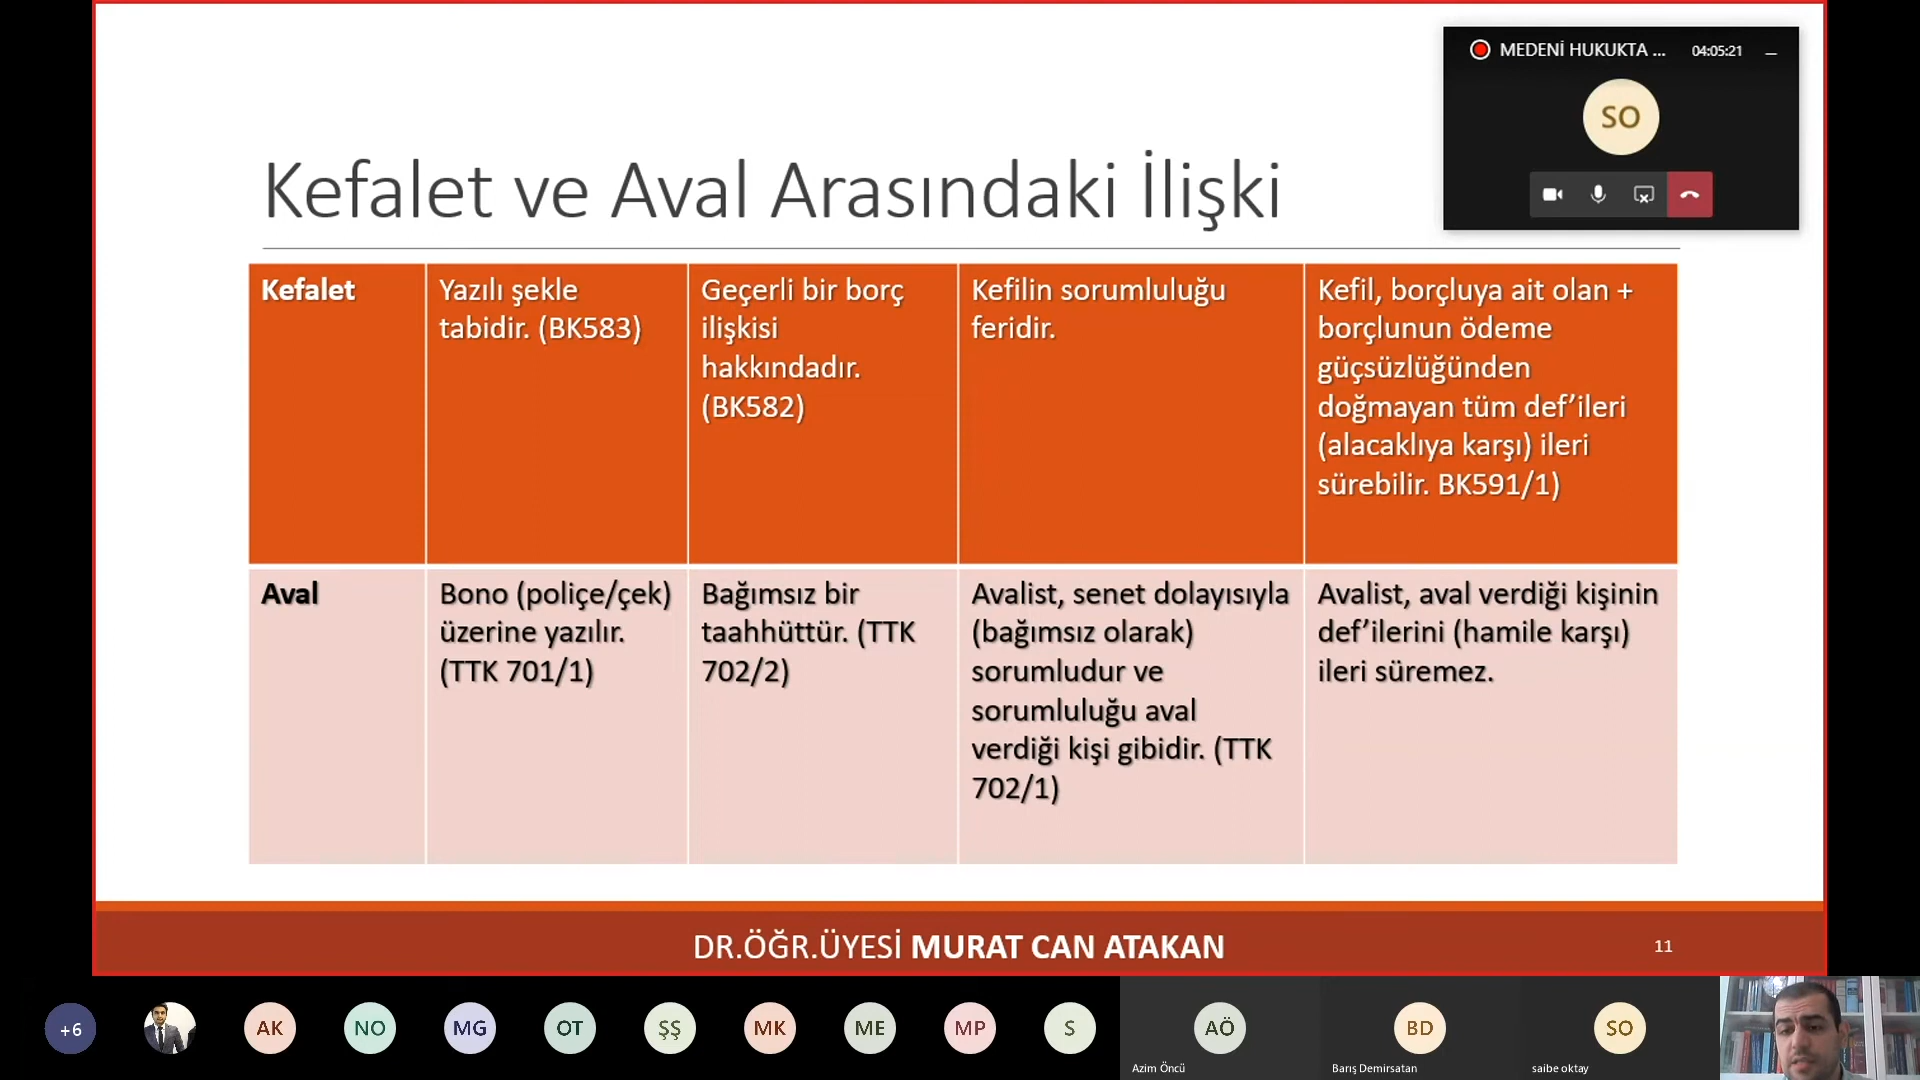 MEDENİ HUKUKTA ... 04:05:21
SO
Kefalet ve Aval Arasındaki İlişki
Kefalet
Yazılı şekle
tabidir. (BK583)
Geçerli bir borç
ilişkisi
hakkındadır.
(BK582)
Kefilin sorumluluğu
feridir.
Kefil, borçluya ait olan +
borçlunun ödeme
güçsüzlüğünden
doğmayan tüm def’ileri
(alacaklıya karşı) ileri
sürebilir. BK591/1)
Aval
Bono (poliçe/çek)
üzerine yazılır.
(TTK 701/1)
Bağımsız bir
taahhüttür. (TTK
702/2)
Avalist, senet dolayısıyla
(bağımsız olarak)
sorumludur ve
sorumluluğu aval
verdiği kişi gibidir. (TTK
702/1)
Avalist, aval verdiği kişinin
def’ilerini (hamile karşı)
ileri süremez.
DR.ÖĞR.ÜYESİ MURAT CAN ATAKAN
11
+6
AK
NO
MG
OT
ŞŞ
MK
ME
MP
S
AÖ
BD
SO
Azim Öncü
Barış Demirsatan
saibe oktay